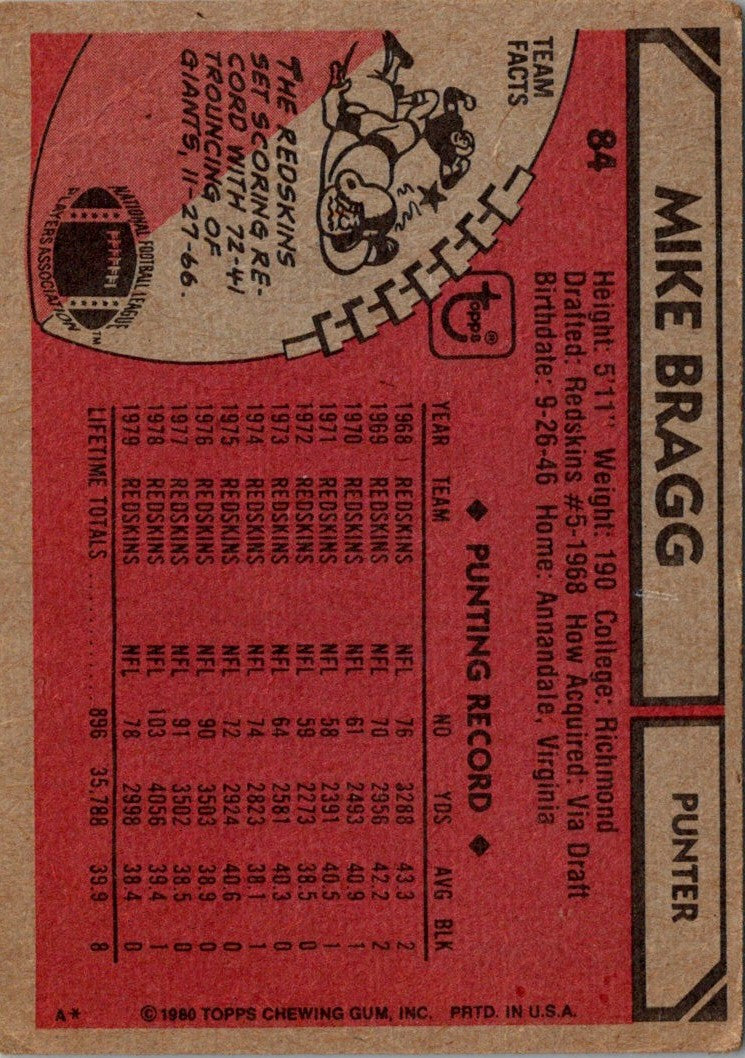 84
MIKE BRAGG
PUNTER
Height: 5'11" Weight: 190 College: Richmond
Drafted: Redskins #5-1968 How Acquired: Via Draft
Birthdate: 9-26-46 Home: Annandale, Virginia
TEAM
FACTS
THE REDSKINS
SET SCORING RE-
CORD WITH 72-41
TROUNCING OF
GIANTS, 11-27-66.
NATIONAL FOOTBALL LEAGUE
PLAYERS ASSOCIATION ™
topps ®
◆ PUNTING RECORD ◆
YEAR TEAM NO YDS AVG BLK
1968 REDSKINS NFL 76 3288 43.3 2
1969 REDSKINS NFL 70 2956 42.2 2
1970 REDSKINS NFL 61 2493 40.9 1
1971 REDSKINS NFL 58 2391 40.5 1
1972 REDSKINS NFL 59 2273 38.5 1
1973 REDSKINS NFL 64 2581 40.3 0
1974 REDSKINS NFL 74 2823 38.1 1
1975 REDSKINS NFL 72 2924 40.6 0
1976 REDSKINS NFL 90 3503 38.9 0
1977 REDSKINS NFL 91 3502 38.5 0
1978 REDSKINS NFL 103 4056 39.4 1
1979 REDSKINS NFL 78 2998 38.4 0
LIFETIME TOTALS ........ 896 35,788 39.9 8
A* © 1980 TOPPS CHEWING GUM, INC. PRTD. IN U.S.A.